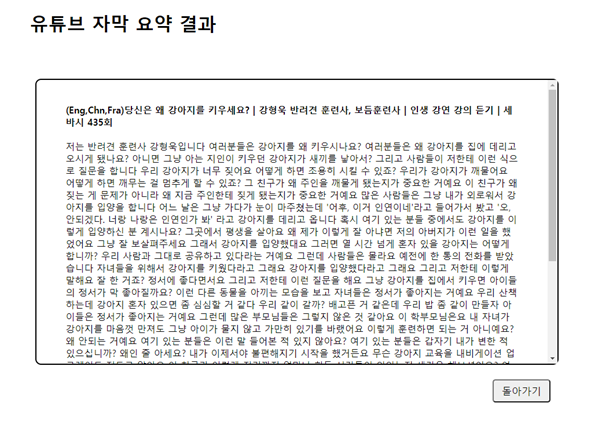 유튜브 자막 요약 결과
(Eng,Chn,Fra)당신은 왜 강아지를 키우세요? | 강형욱 반려견 훈련사, 보듬훈련사 | 인생 강연 강의 듣기 | 세
바시 435회
저는 반려견 훈련사 강형욱입니다 여러분들은 강아지를 왜 키우시나요? 여러분들은 왜 강아지를 집에 데리고
오시게 됐나요? 아니면 그냥 아는 지인이 키우던 강아지가 새끼를 낳아서? 그리고 사람들이 저한테 이런 식으
로 질문을 합니다 우리 강아지가 너무 짖어요 어떻게 하면 조용히 시킬 수 있죠? 우리가 강아지가 깨물어요
어떻게 하면 깨무는 걸 멈추게 할 수 있죠? 그 친구가 왜 주인을 깨물게 됐는지가 중요한 거예요 이 친구가 왜
짖는 게 문제가 아니라 왜 지금 주인한테 짖게 됐는지가 중요한 거예요 많은 사람들은 그냥 내가 외로워서 강
아지를 입양을 합니다 어느 날은 그냥 가다가 눈이 마주쳤는데 '어후, 이거 인연이네'라고 들어가서 봤고 '오,
안되겠다. 너랑 나랑은 인연인가 봐' 라고 강아지를 데리고 옵니다 혹시 여기 있는 분들 중에서도 강아지를 이
렇게 입양하신 분 계시나요? 그곳에서 평생을 살아요 왜 제가 이렇게 잘 아냐면 저의 아버지가 이런 일을 했
었어요 그냥 잘 보살펴주세요 그래서 강아지를 입양했대요 그러면 열 시간 넘게 혼자 있을 강아지는 어떻게
합니까? 우리 사람과 그대로 공유하고 있다라는 거예요 그런데 사람들은 몰라요 예전에 한 통의 전화를 받았
습니다 자녀들을 위해서 강아지를 키웠다라고 그래요 강아지를 입양했다라고 그래요 그리고 저한테 이렇게
말해요 잘 한 거죠? 정서에 좋다면서요 그리고 저한테 이런 질문을 해요 그냥 강아지를 집에서 키우면 아이들
의 정서가 막 좋아질까요? 이런 다른 동물을 아끼는 모습을 보고 자녀들은 정서가 좋아지는 거예요 우리 산책
하는데 강아지 혼자 있으면 줌 심심할 거 같다 우리 같이 갈까? 배고픈 거 같은데 우리 밥 줌 같이 만들자 아
이들은 정서가 좋아지는 거예요 그런데 많은 부모님들은 그렇지 않은 것 같아요 이 학부모님은요 내 자녀가
강아지를 마음껏 만져도 그냥 아이가 물지 않고 가만히 있기를 바랬어요 이렇게 훈련하면 되는 거 아니예요?
왜 안되는 거예요 여기 있는 분들은 이런 말 들어본 적 있지 않아요? 여기 있는 분들은 갑자기 내가 변한 적
있으십니까? 왜인 줄 아세요? 내가 이제서야 불편해지기 시작을 했거든요 무슨 강아지 교육을 내비게이션 업
돌아가기